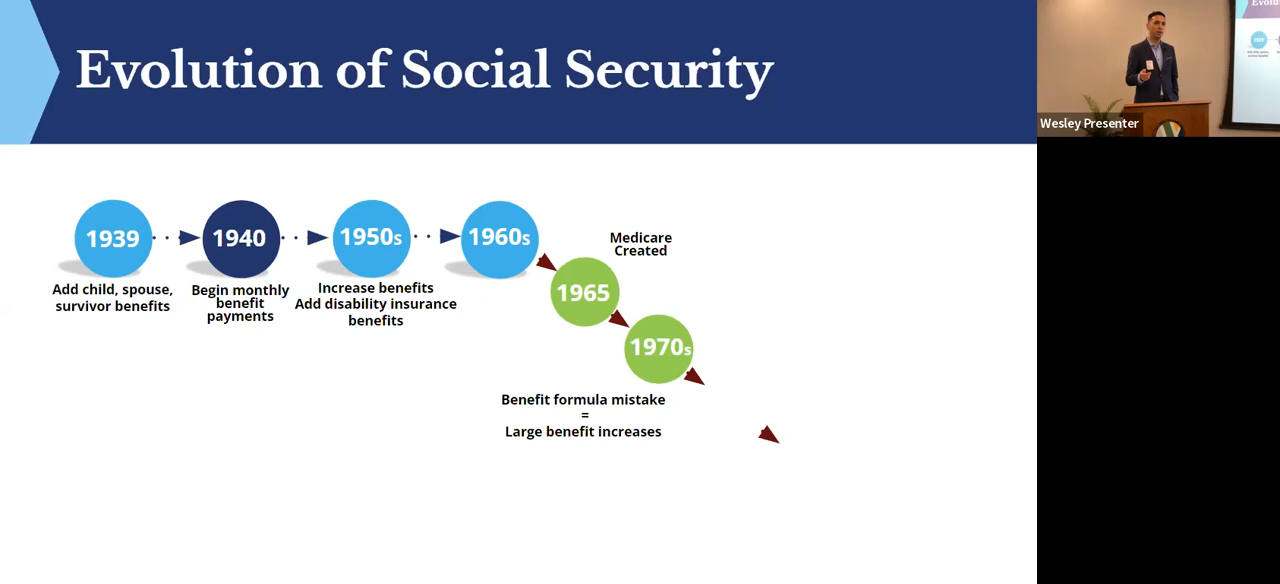 Evolution of Social Security
1939
1940
1950s
1960s
Add child, spouse,
survivor benefits
Begin monthly
benefit
payments
Increase benefits
Add disability insurance
benefits
Medicare
Created
1965
1970s
Benefit formula mistake
=
Large benefit increases
Wesley Presenter